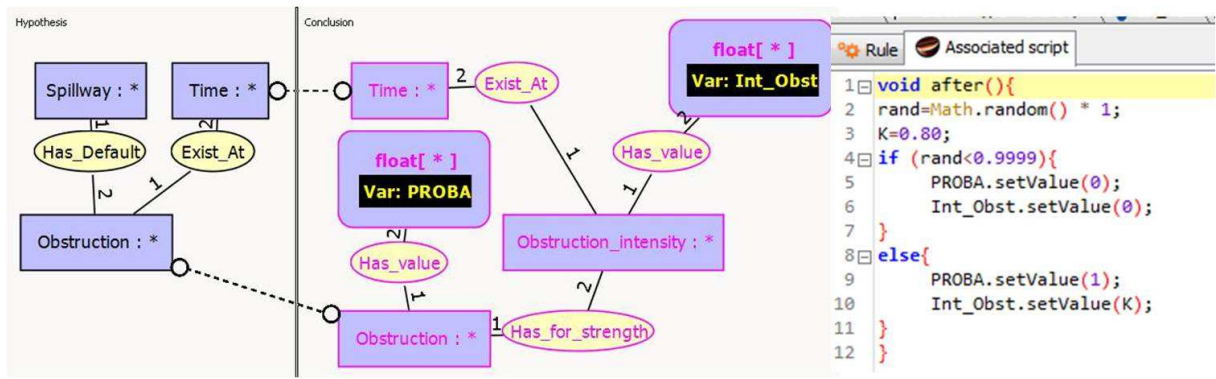 Hypothesis
Conclusion
Spillway : *
Time : *
1
2
Has_Default
Exist_At
2
1
Obstruction : *
Time : *
2
Exist_At
float[ * ]
Var: Int_Obst
float[ * ]
Var: PROBA
2
Has_value
1
1
2
Has_value
1
Obstruction_intensity : *
2
Obstruction : *
1
Has_for_strength
Rule
Associated script
1 void after(){
2 rand=Math.random() * 1;
3 K=0.80;
4 if (rand<0.9999){
5 PROBA.setValue(0);
6 Int_Obst.setValue(0);
7 }
8 else{
9 PROBA.setValue(1);
10 Int_Obst.setValue(K);
11 }
12 }